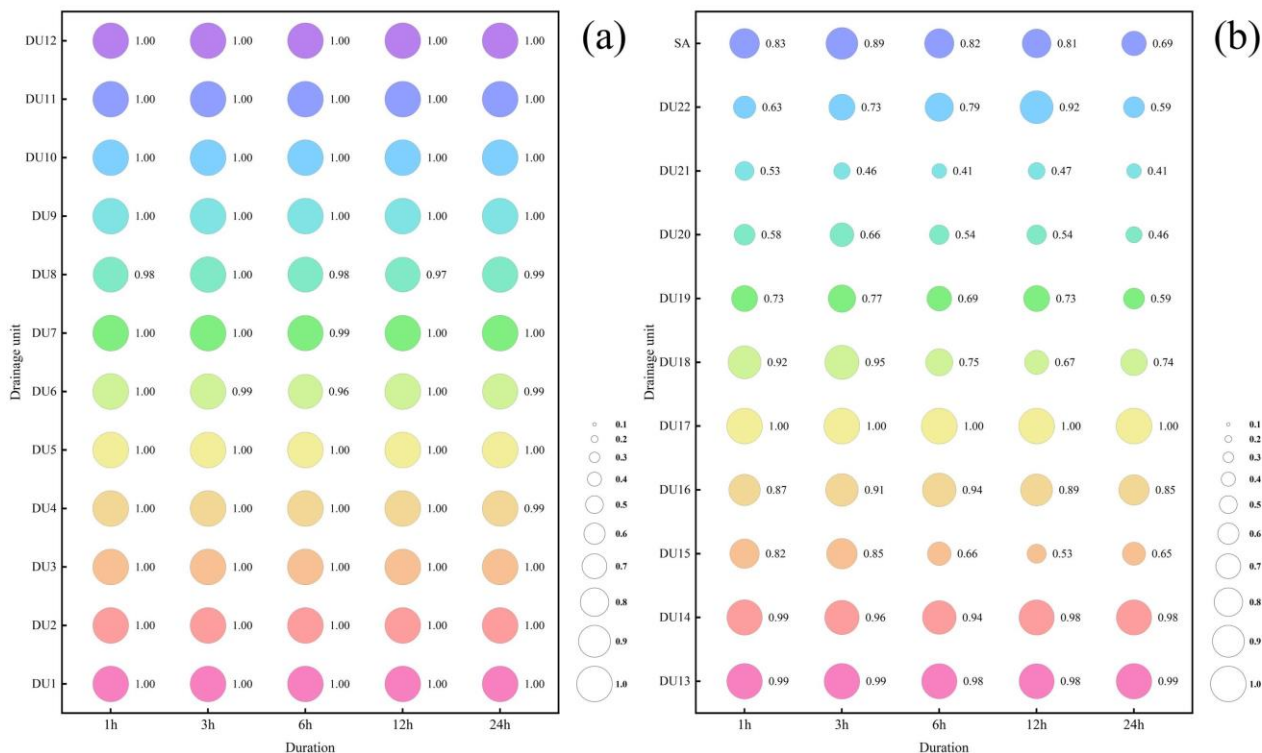 (a)
Drainage unit
DU12 1.00 1.00 1.00 1.00 1.00
DU11 1.00 1.00 1.00 1.00 1.00
DU10 1.00 1.00 1.00 1.00 1.00
DU9 1.00 1.00 1.00 1.00 1.00
DU8 0.98 1.00 0.98 0.97 0.99
DU7 1.00 1.00 0.99 1.00 1.00
DU6 1.00 0.99 0.96 1.00 0.99
DU5 1.00 1.00 1.00 1.00 1.00
DU4 1.00 1.00 1.00 1.00 0.99
DU3 1.00 1.00 1.00 1.00 1.00
DU2 1.00 1.00 1.00 1.00 1.00
DU1 1.00 1.00 1.00 1.00 1.00
1h 3h 6h 12h 24h
Duration
0.1
0.2
0.3
0.4
0.5
0.6
0.7
0.8
0.9
1.0
(b)
Drainage unit
SA 0.83 0.89 0.82 0.81 0.69
DU22 0.63 0.73 0.79 0.92 0.59
DU21 0.53 0.46 0.41 0.47 0.41
DU20 0.58 0.66 0.54 0.54 0.46
DU19 0.73 0.77 0.69 0.73 0.59
DU18 0.92 0.95 0.75 0.67 0.74
DU17 1.00 1.00 1.00 1.00 1.00
DU16 0.87 0.91 0.94 0.89 0.85
DU15 0.82 0.85 0.66 0.53 0.65
DU14 0.99 0.96 0.94 0.98 0.98
DU13 0.99 0.99 0.98 0.98 0.99
1h 3h 6h 12h 24h
Duration
0.1
0.2
0.3
0.4
0.5
0.6
0.7
0.8
0.9
1.0